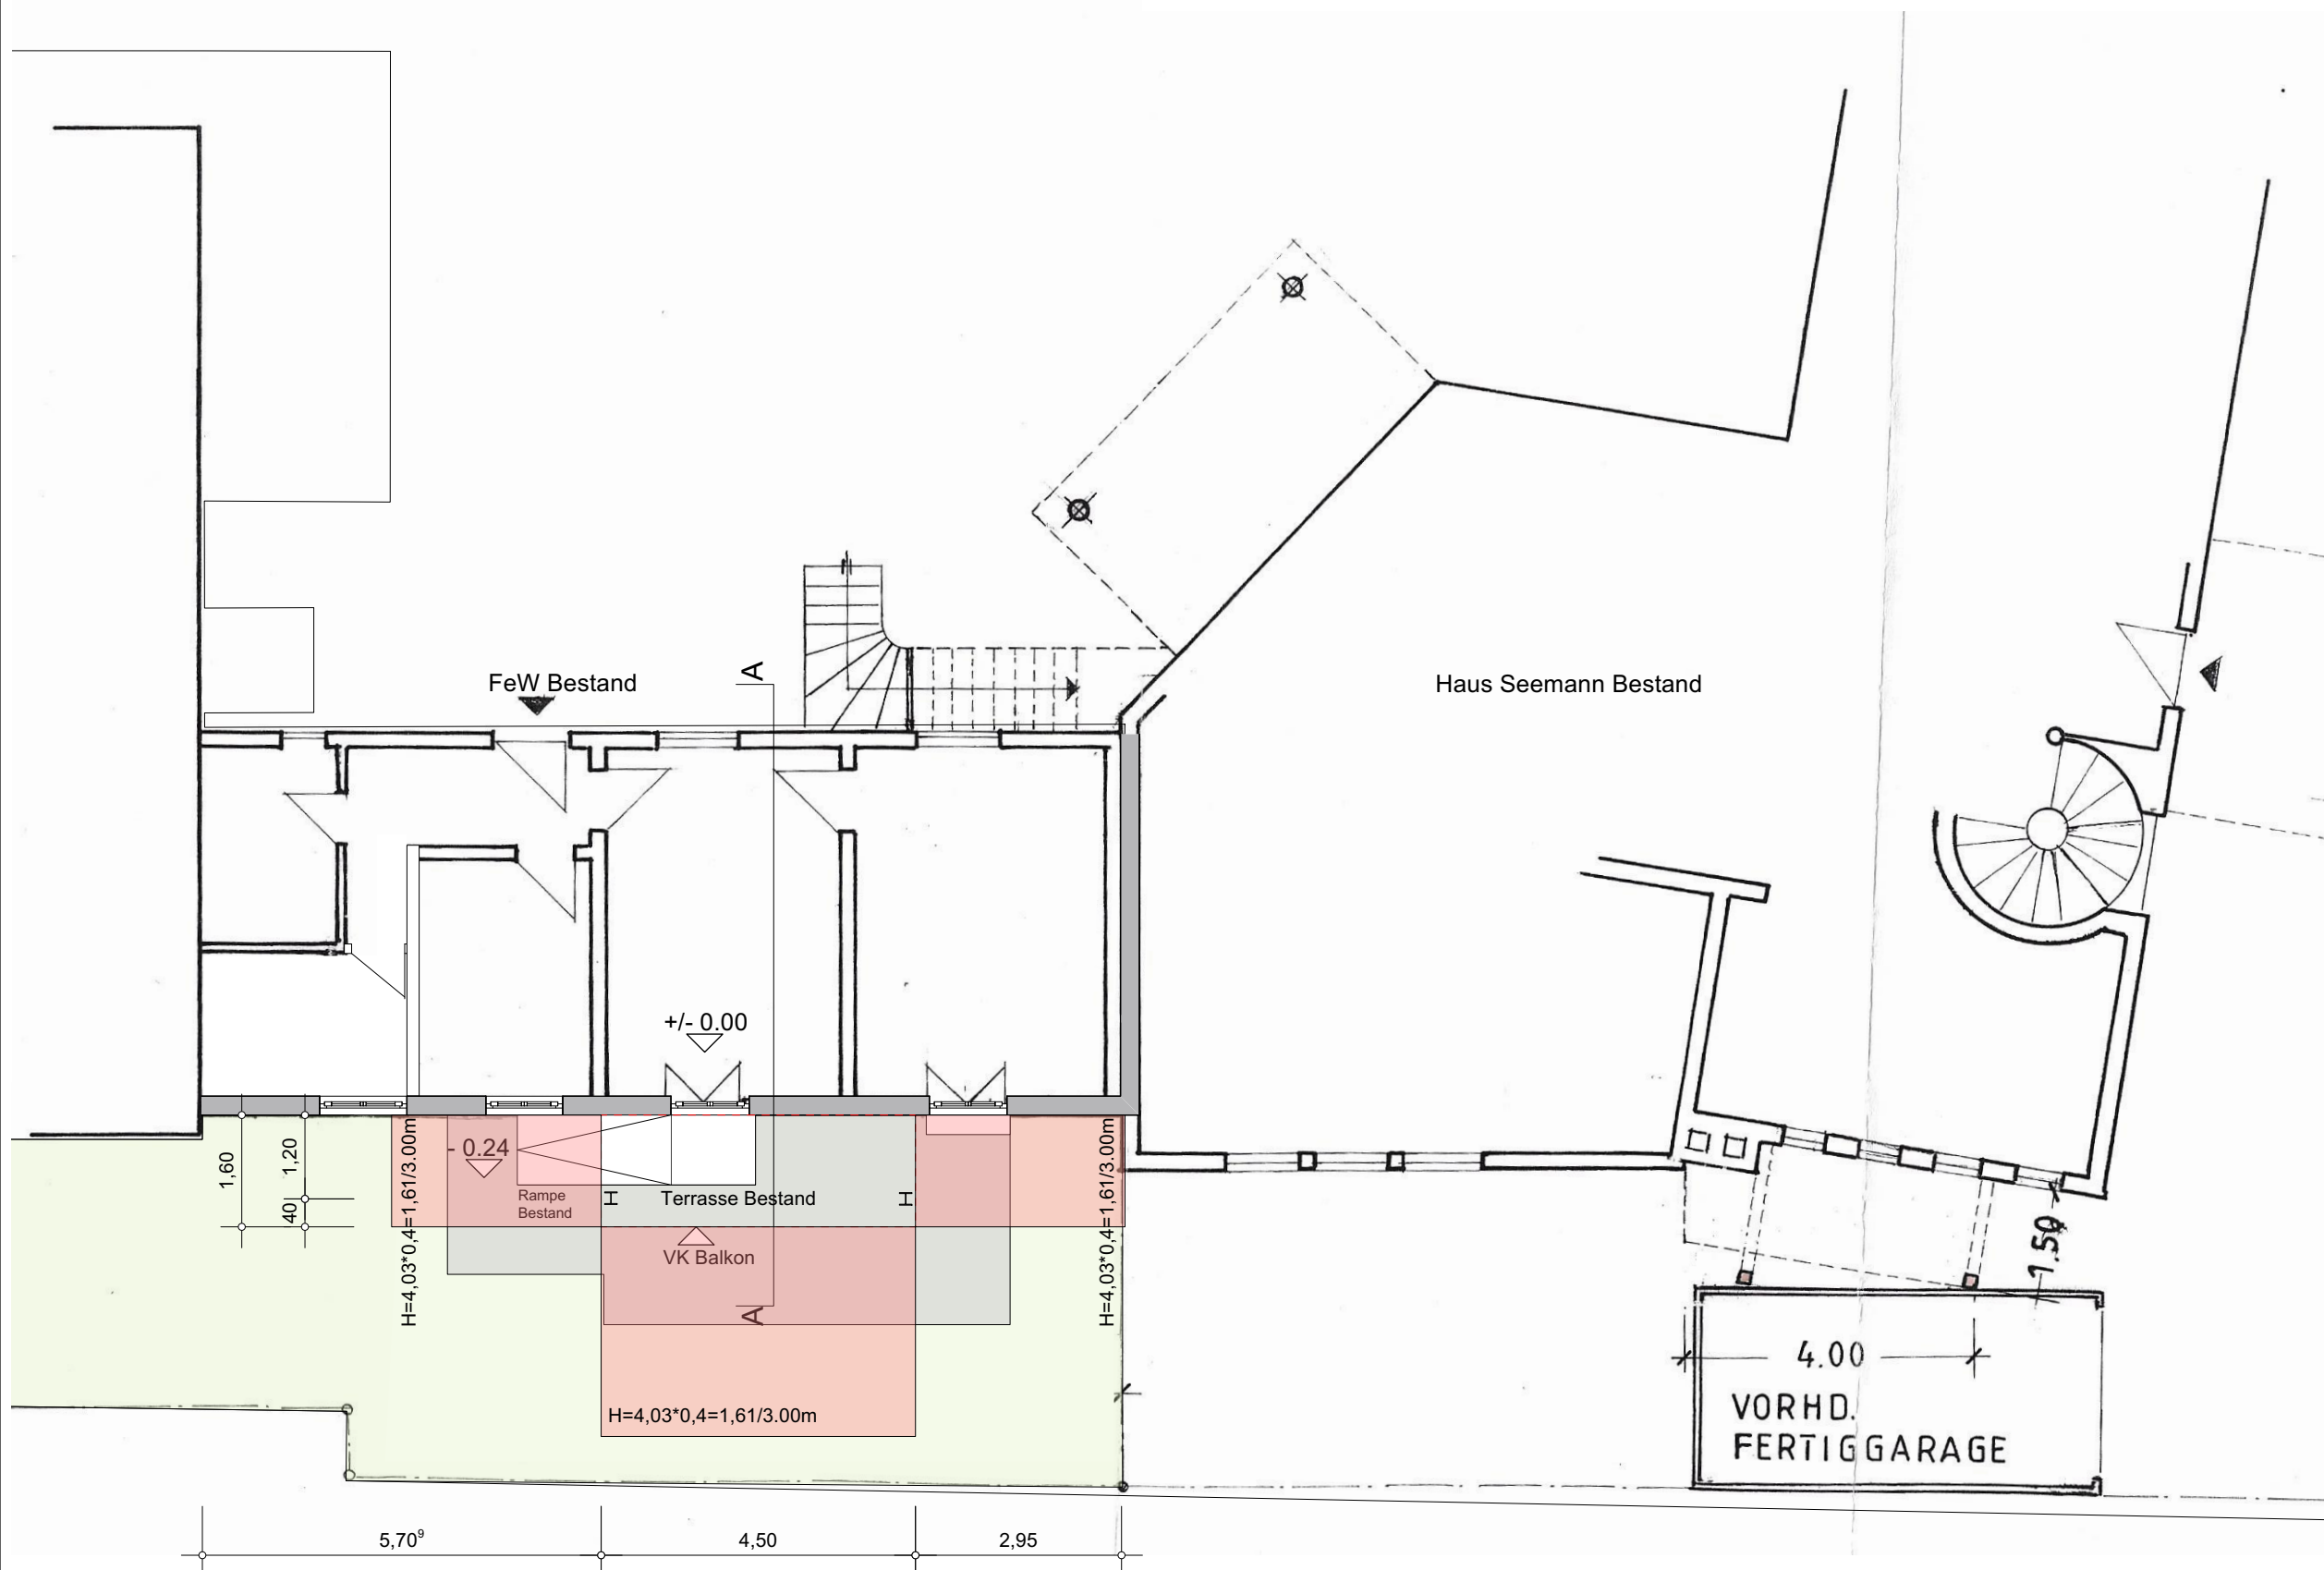 A
FeW Bestand
Haus Seemann Bestand
+/- 0.00
1,60
1,20
40
H=4,03*0,4=1,61/3.00m
- 0.24
Rampe
Bestand
H
Terrasse Bestand
H
H=4,03*0,4=1,61/3.00m
VK Balkon
A
1.50
4.00
VORHD.
FERTIGGARAGE
H=4,03*0,4=1,61/3.00m
5,70⁹
4,50
2,95